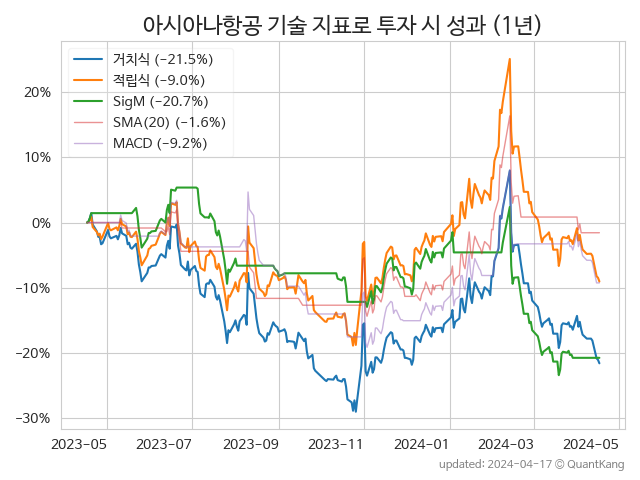 아시아나항공 기술 지표로 투자 시 성과 (1년)
거치식 (−21.5%)
적립식 (−9.0%)
SigM (−20.7%)
SMA(20) (−1.6%)
MACD (−9.2%)
20%
10%
0%
−10%
−20%
−30%
2023-05 2023-07 2023-09 2023-11 2024-01 2024-03 2024-05
updated: 2024-04-17 © QuantKang